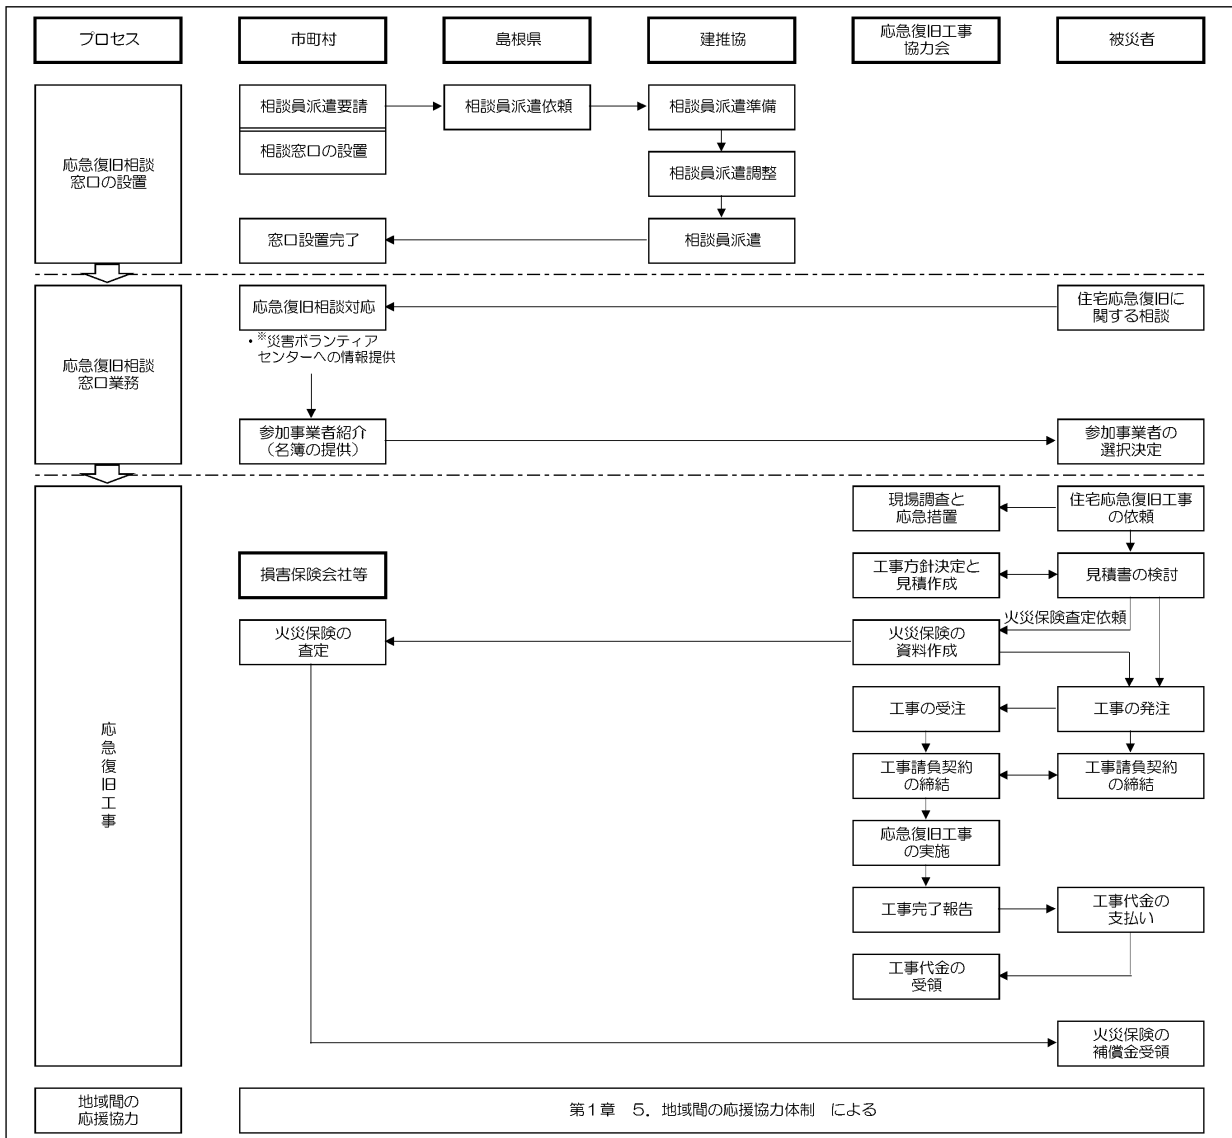 プロセス
市町村
島根県
建推協
応急復旧工事
協力会
被災者
応急復旧相談
窓口の設置
相談員派遣要請
相談員派遣依頼
相談員派遣準備
相談窓口の設置
相談員派遣調整
窓口設置完了
相談員派遣
応急復旧相談
窓口業務
応急復旧相談対応
住宅応急復旧に
関する相談
・※災害ボランティア
センターへの情報提供
参加事業者紹介
（名簿の提供）
参加事業者の
選択決定
応急復旧工事
現場調査と
応急措置
住宅応急復旧工事
の依頼
損害保険会社等
工事方針決定と
見積作成
見積書の検討
火災保険査定依頼
火災保険の
査定
火災保険の
資料作成
工事の受注
工事の発注
工事請負契約
の締結
工事請負契約
の締結
応急復旧工事
の実施
工事完了報告
工事代金の
支払い
工事代金の
受領
火災保険の
補償金受領
地域間の
応援協力
第１章　５．地域間の応援協力体制　による